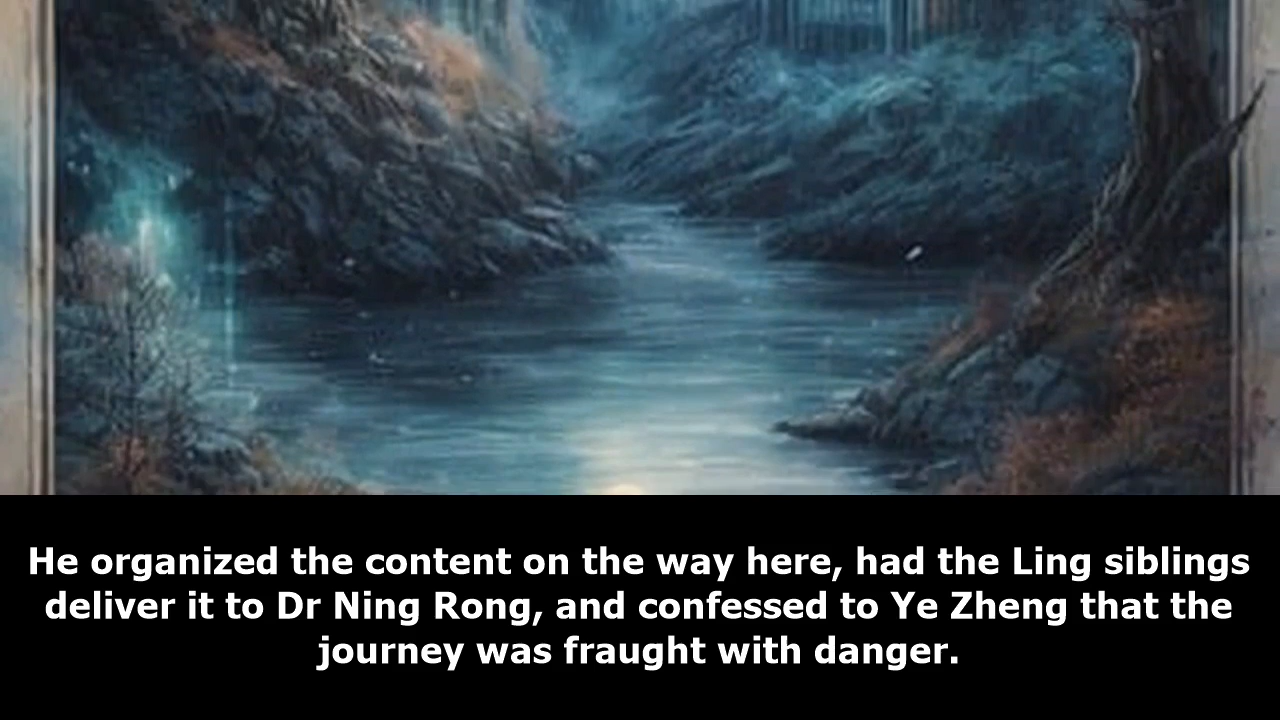 He organized the content on the way here, had the Ling siblings
deliver it to Dr Ning Rong, and confessed to Ye Zheng that the
journey was fraught with danger.